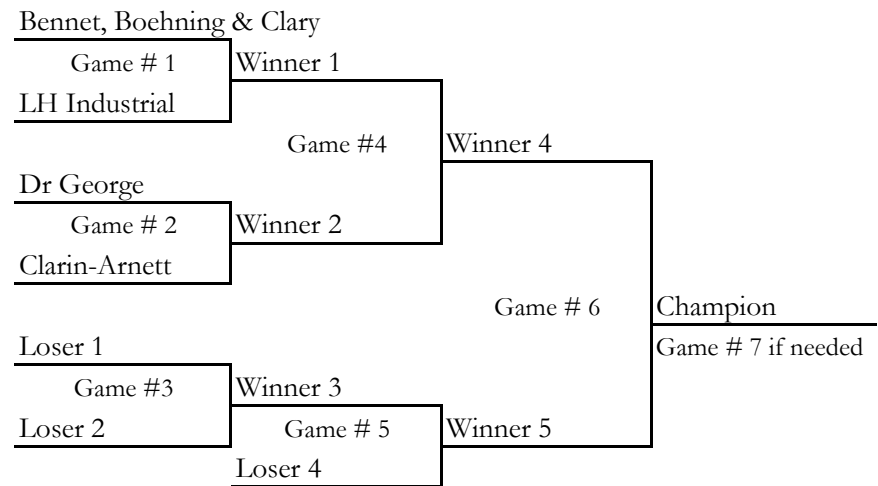 Bennet, Boehning & Clary
Game # 1
Winner 1
LH Industrial
Game #4
Winner 4
Dr George
Game # 2
Winner 2
Clarin-Arnett
Game # 6
Champion
Loser 1
Game # 7 if needed
Game #3
Winner 3
Loser 2
Game # 5
Winner 5
Loser 4